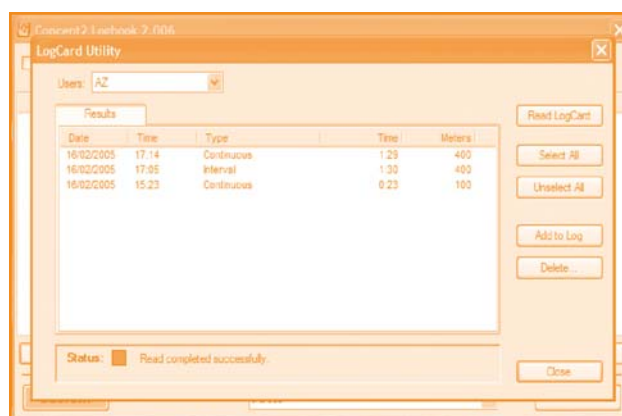 Concept2 Logbook 2.006
LogCard Utility
Users: AZ
Results
Date Time Type Time Meters
16/02/2005 17:14 Continuous 1:29 400
16/02/2005 17:05 Interval 1:30 400
16/02/2005 15:23 Continuous 0:23 100
Read LogCard
Select All
Unselect All
Add to Log
Delete...
Status: Read completed successfully.
Close